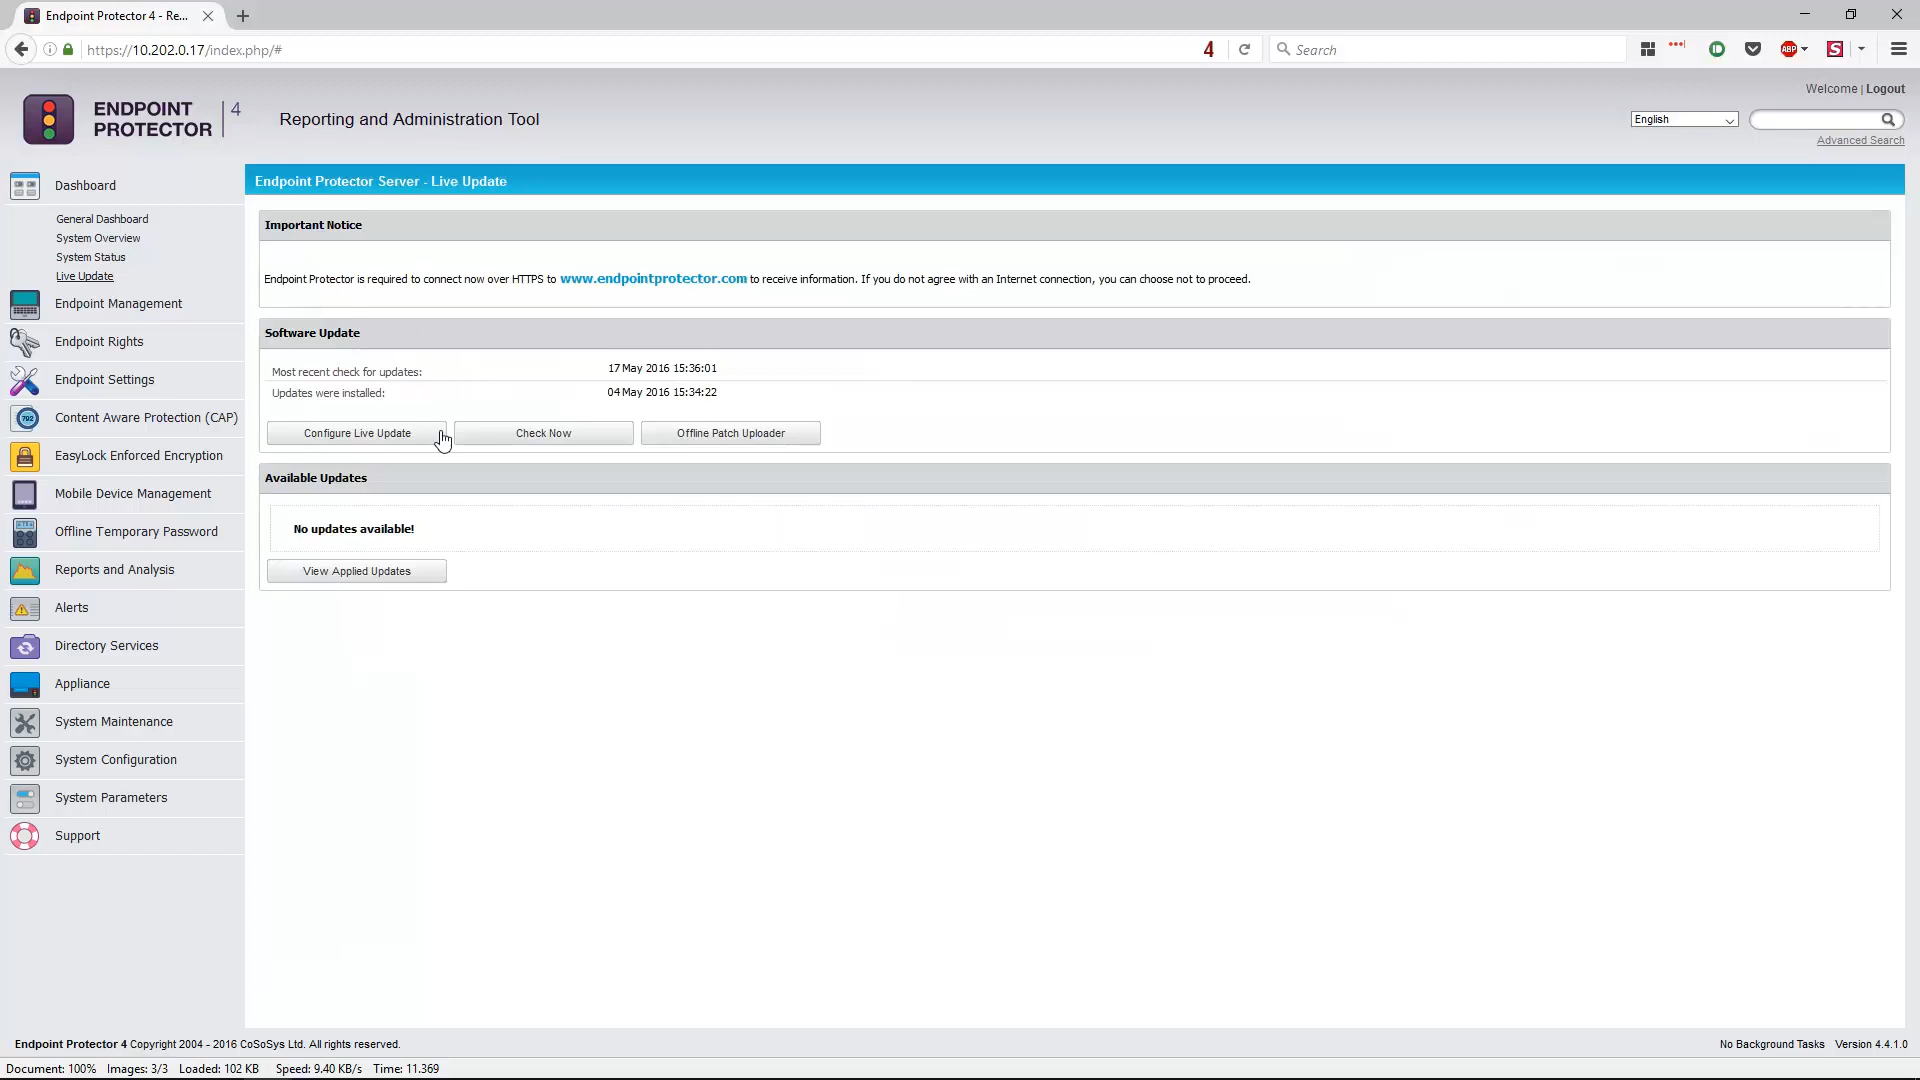 Endpoint Protector 4 - Re...
https://10.202.0.17/index.php/#
4
Search
ABP
S
Welcome | Logout
ENDPOINT
PROTECTOR
4
Reporting and Administration Tool
English
Advanced Search
Dashboard
General Dashboard
System Overview
System Status
Live Update
Endpoint Management
Endpoint Rights
Endpoint Settings
Content Aware Protection (CAP)
EasyLock Enforced Encryption
Mobile Device Management
Offline Temporary Password
Reports and Analysis
Alerts
Directory Services
Appliance
System Maintenance
System Configuration
System Parameters
Support
Endpoint Protector Server - Live Update
Important Notice
Endpoint Protector is required to connect now over HTTPS to www.endpointprotector.com to receive information. If you do not agree with an Internet connection, you can choose not to proceed.
Software Update
Most recent check for updates: 17 May 2016 15:36:01
Updates were installed: 04 May 2016 15:34:22
Configure Live Update Check Now Offline Patch Uploader
Available Updates
No updates available!
View Applied Updates
Endpoint Protector 4 Copyright 2004 - 2016 CoSoSys Ltd. All rights reserved.
No Background Tasks Version 4.4.1.0
Document: 100% Images: 3/3 Loaded: 102 KB Speed: 9.40 KB/s Time: 11.369